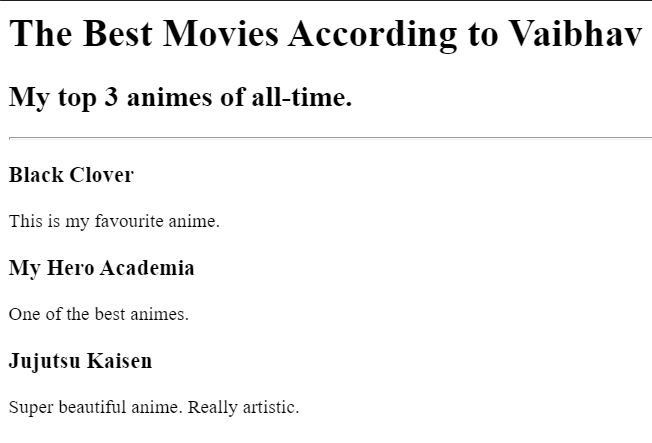 The Best Movies According to Vaibhav
My top 3 animes of all-time.
Black Clover
This is my favourite anime.
My Hero Academia
One of the best animes.
Jujutsu Kaisen
Super beautiful anime. Really artistic.